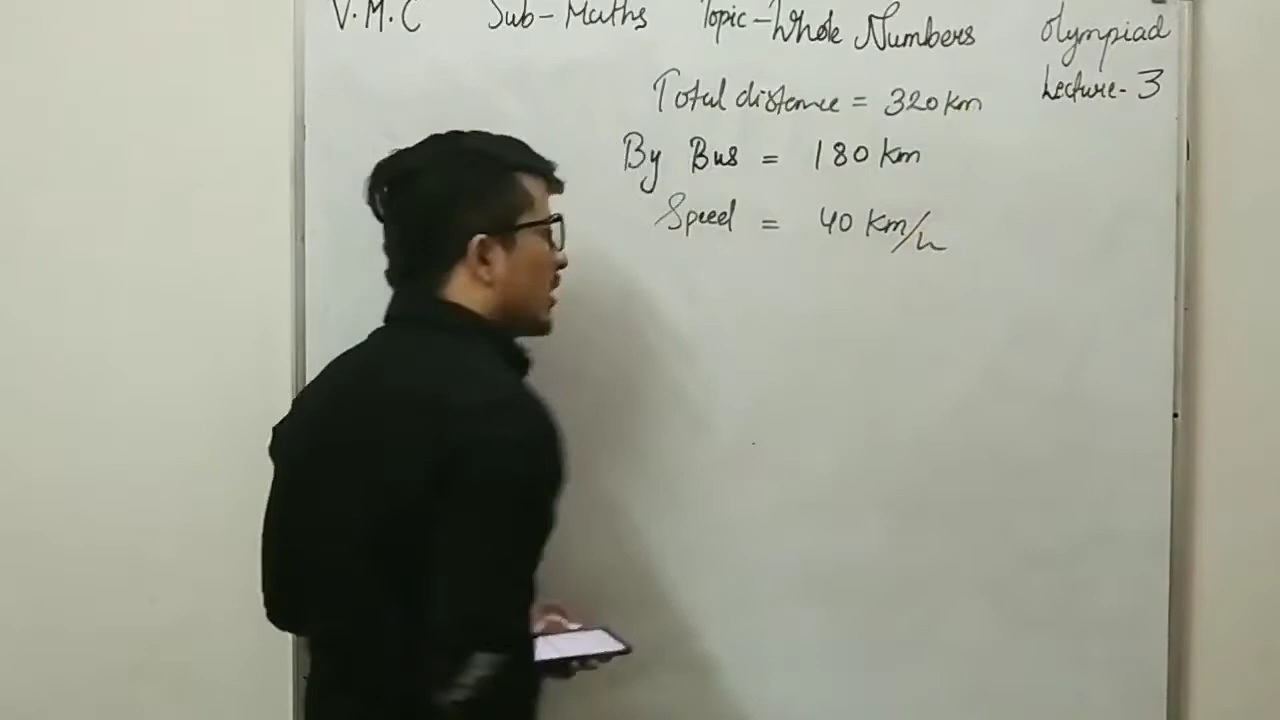 V.M.C Sub-Maths Topic-Whole Numbers Olympiad
Lecture-3
Total distance = 320 km
By Bus = 180 km
Speed = 40 km/h